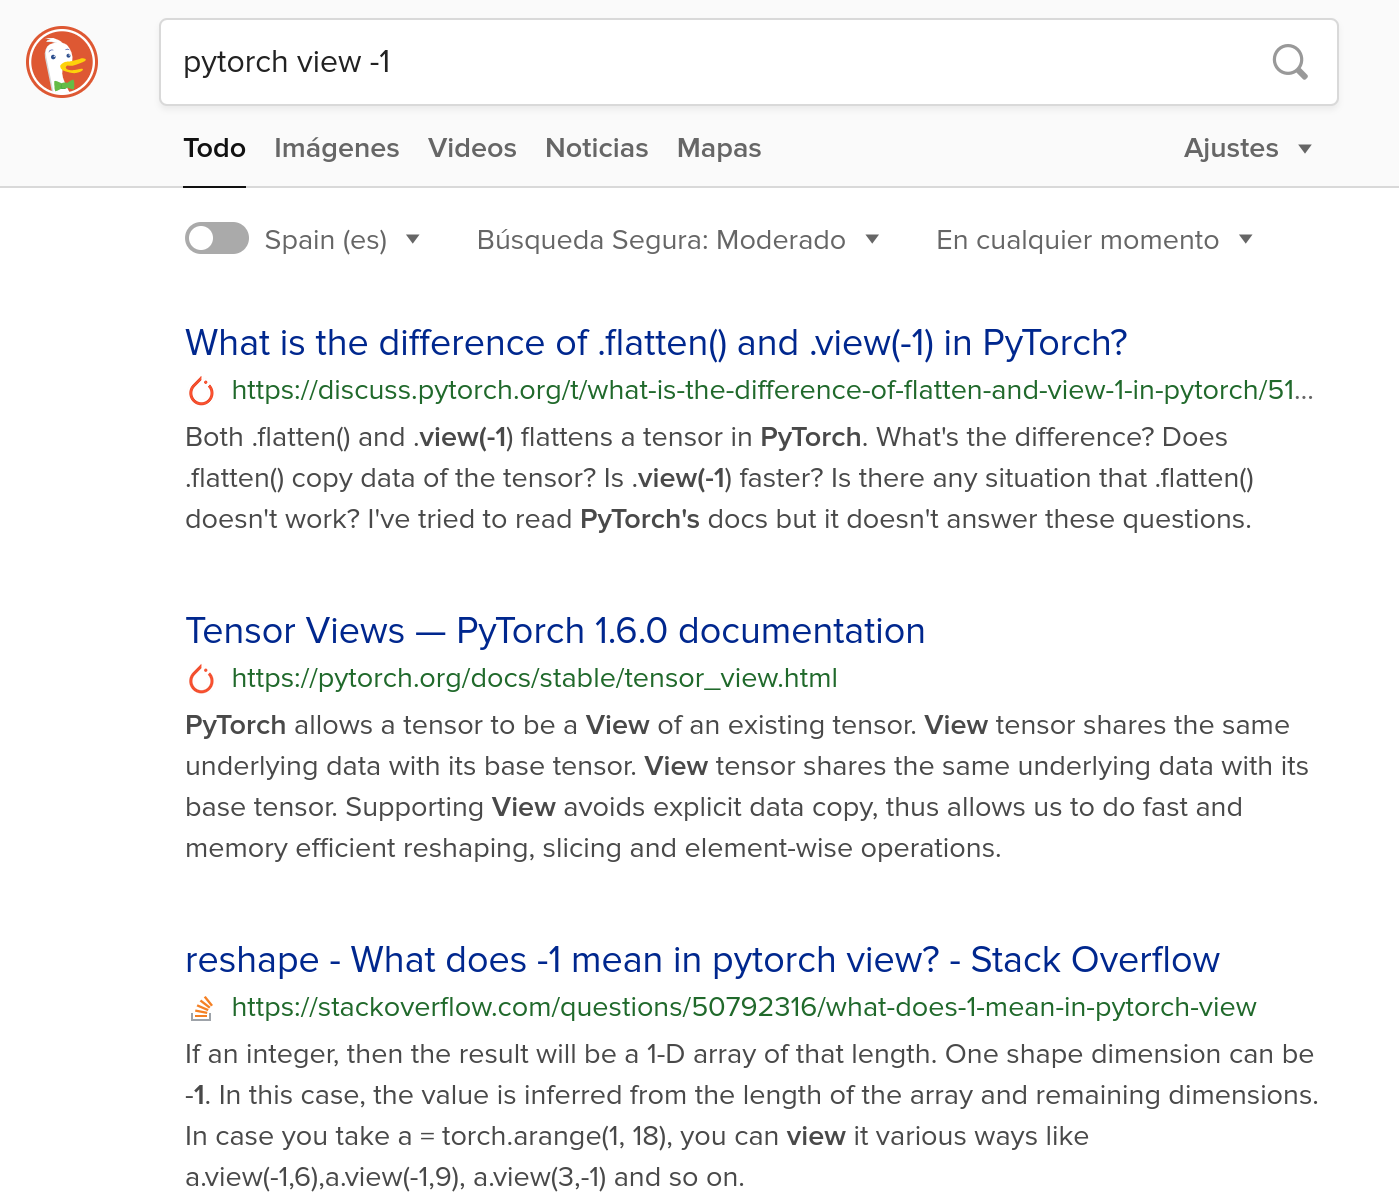 pytorch view -1
Todo Imágenes Videos Noticias Mapas Ajustes
Spain (es) Búsqueda Segura: Moderado En cualquier momento
What is the difference of .flatten() and .view(-1) in PyTorch?
https://discuss.pytorch.org/t/what-is-the-difference-of-flatten-and-view-1-in-pytorch/51...
Both .flatten() and .view(-1) flattens a tensor in PyTorch. What's the difference? Does
.flatten() copy data of the tensor? Is .view(-1) faster? Is there any situation that .flatten()
doesn't work? I've tried to read PyTorch's docs but it doesn't answer these questions.
Tensor Views — PyTorch 1.6.0 documentation
https://pytorch.org/docs/stable/tensor_view.html
PyTorch allows a tensor to be a View of an existing tensor. View tensor shares the same
underlying data with its base tensor. View tensor shares the same underlying data with its
base tensor. Supporting View avoids explicit data copy, thus allows us to do fast and
memory efficient reshaping, slicing and element-wise operations.
reshape - What does -1 mean in pytorch view? - Stack Overflow
https://stackoverflow.com/questions/50792316/what-does-1-mean-in-pytorch-view
If an integer, then the result will be a 1-D array of that length. One shape dimension can be
-1. In this case, the value is inferred from the length of the array and remaining dimensions.
In case you take a = torch.arange(1, 18), you can view it various ways like
a.view(-1,6),a.view(-1,9), a.view(3,-1) and so on.